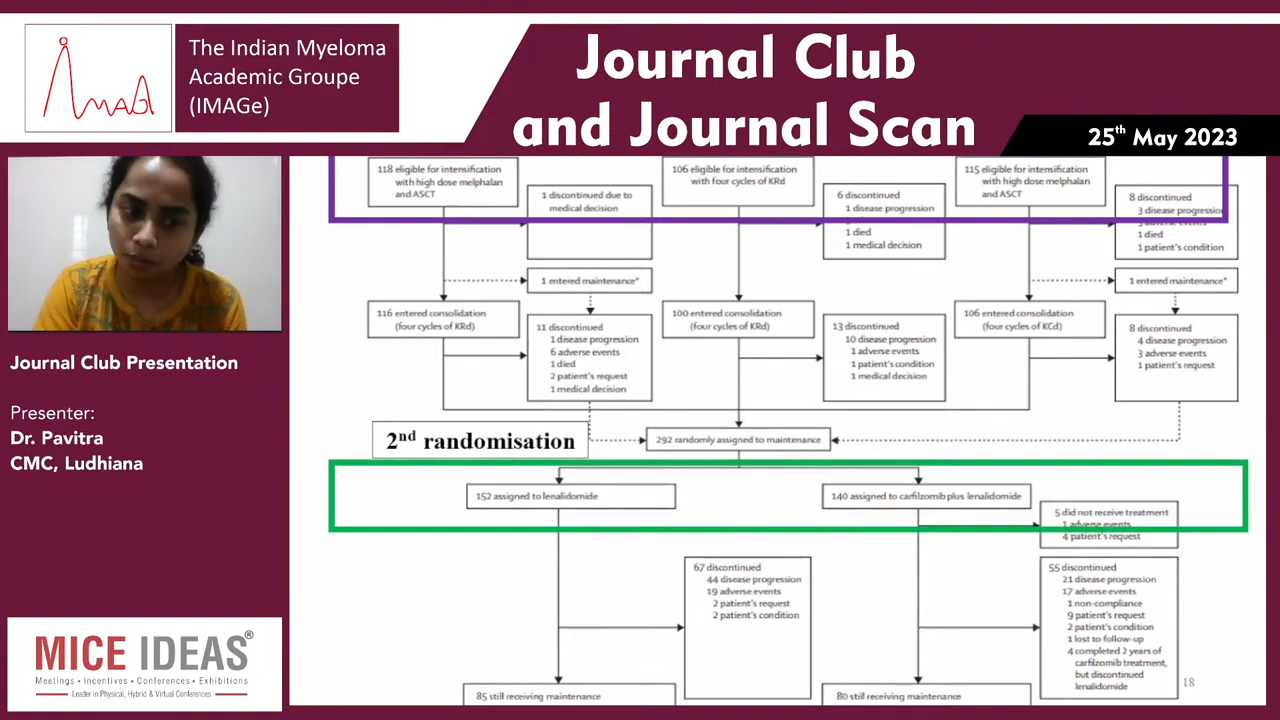 ImAGe
The Indian Myeloma
Academic Groupe
(IMAGe)
Journal Club
and Journal Scan
25th May 2023
118 eligible for intensification
with high dose melphalan
and ASCT
1 discontinued due to
medical decision
106 eligible for intensification
with four cycles of KRd
6 discontinued
1 disease progression
1 died
1 medical decision
115 eligible for intensification
with high dose melphalan
and ASCT
8 discontinued
3 disease progression
3 adverse events
1 died
1 patient's condition
1 entered maintenance*
1 entered maintenance*
116 entered consolidation
(four cycles of KRd)
11 discontinued
1 disease progression
6 adverse events
1 died
2 patient's request
1 medical decision
100 entered consolidation
(four cycles of KRd)
13 discontinued
10 disease progression
1 adverse events
1 patient's condition
1 medical decision
106 entered consolidation
(four cycles of KCd)
8 discontinued
4 disease progression
3 adverse events
1 patient's request
2nd randomisation
292 randomly assigned to maintenance
152 assigned to lenalidomide
140 assigned to carfilzomib plus lenalidomide
5 did not receive treatment
1 adverse events
4 patient's request
67 discontinued
44 disease progression
19 adverse events
2 patient's request
2 patient's condition
55 discontinued
21 disease progression
17 adverse events
1 non-compliance
9 patient's request
2 patient's condition
1 lost to follow-up
4 completed 2 years of
carfilzomib treatment,
but discontinued
lenalidomide
85 still receiving maintenance
80 still receiving maintenance
18
Journal Club Presentation
Presenter:
Dr. Pavitra
CMC, Ludhiana
MICE IDEAS®
Meetings • Incentives • Conferences • Exhibitions
Leader in Physical, Hybrid & Virtual Conferences